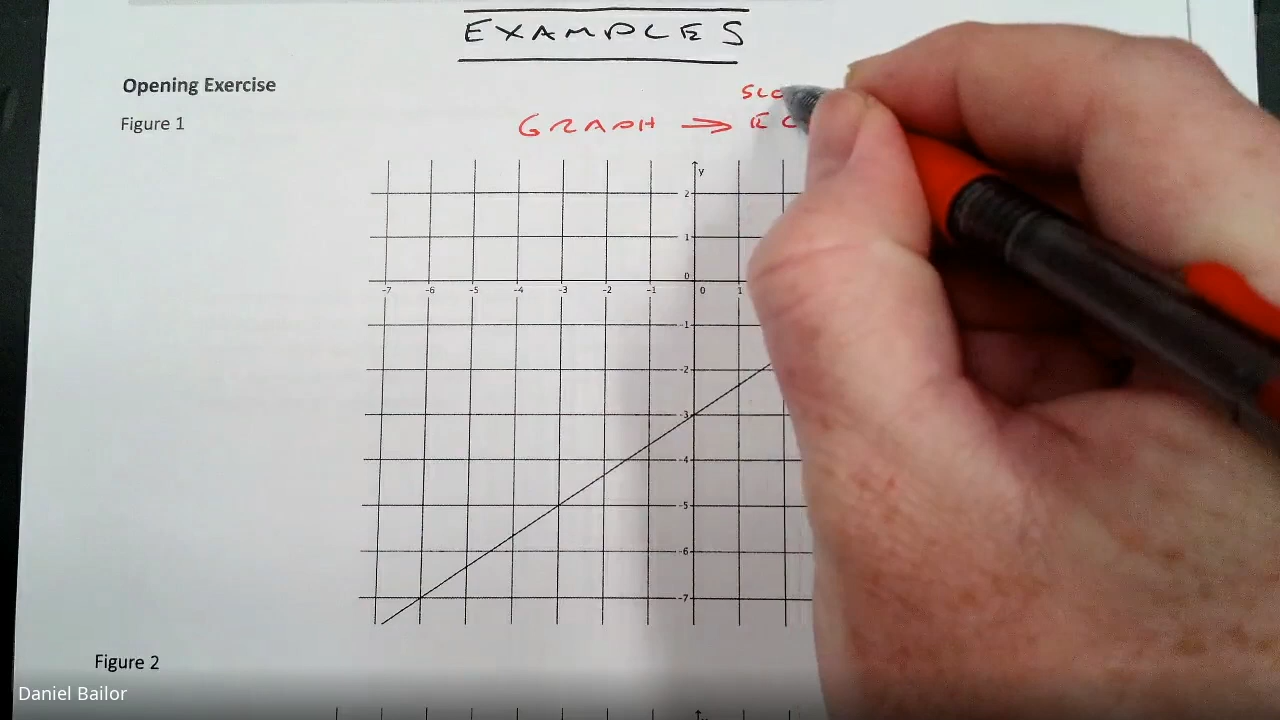 EXAMPLES
Opening Exercise
Figure 1
GRAPH →
y
2
1
0
-7 -6 -5 -4 -3 -2 -1 0 1
-1
-2
-3
-4
-5
-6
-7
Figure 2
Daniel Bailor